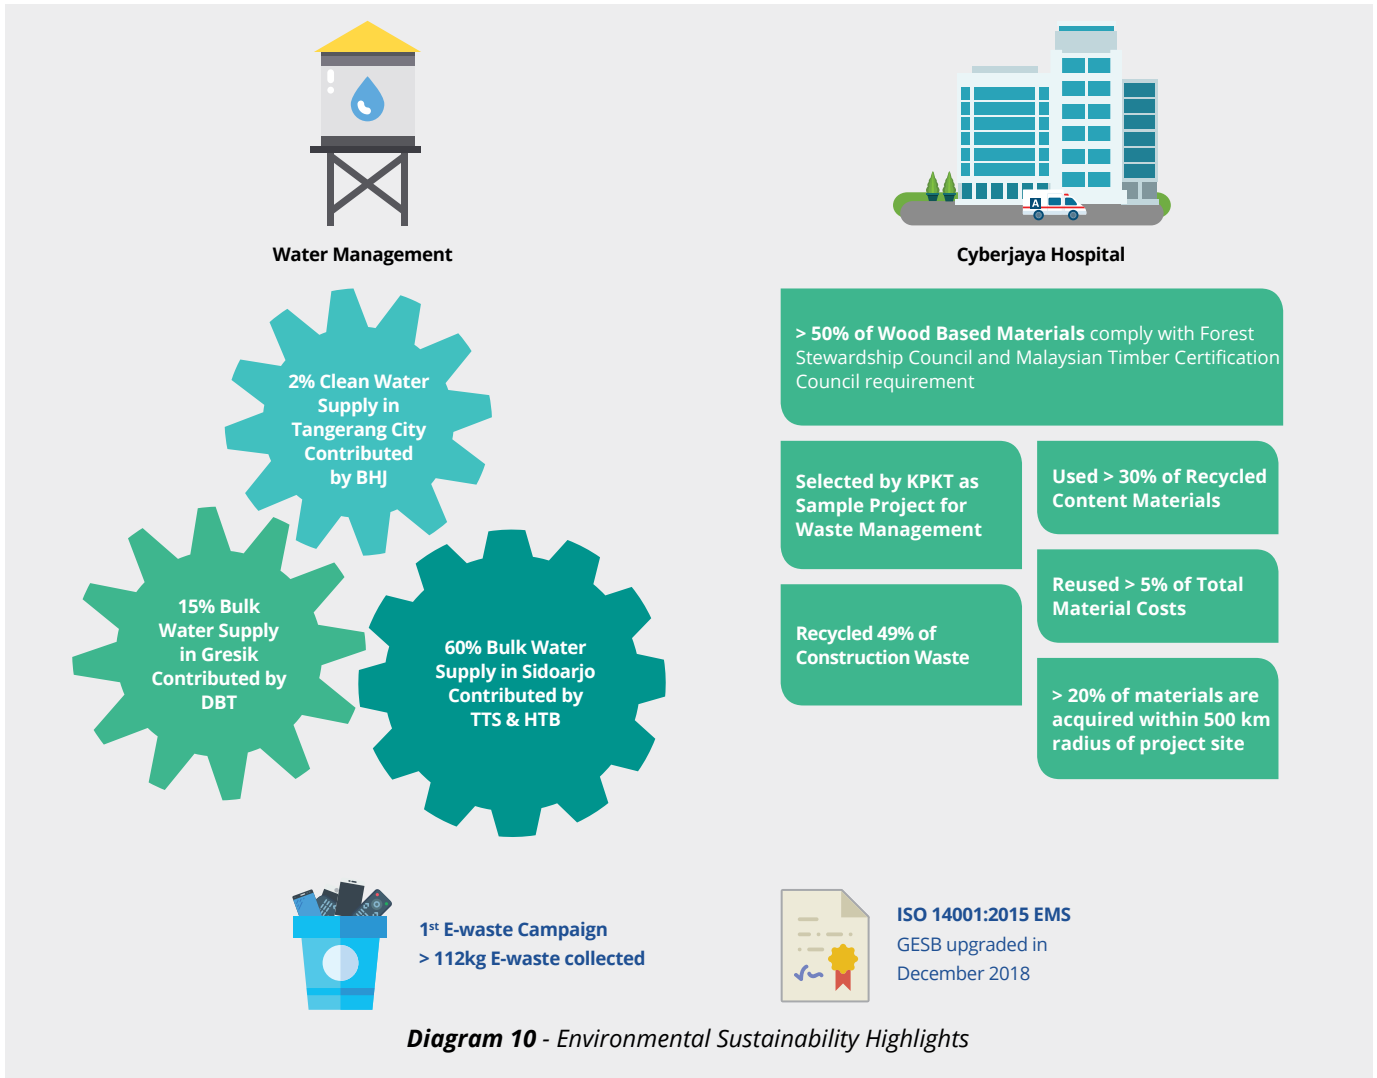 Water Management
2% Clean Water
Supply in
Tangerang City
Contributed
by BHJ
15% Bulk
Water Supply
in Gresik
Contributed by
DBT
60% Bulk Water
Supply in Sidoarjo
Contributed by
TTS & HTB
A
Cyberjaya Hospital
> 50% of Wood Based Materials comply with Forest
Stewardship Council and Malaysian Timber Certification
Council requirement
Selected by KPKT as
Sample Project for
Waste Management
Recycled 49% of
Construction Waste
Used > 30% of Recycled
Content Materials
Reused > 5% of Total
Material Costs
> 20% of materials are
acquired within 500 km
radius of project site
1st E-waste Campaign
> 112kg E-waste collected
ISO 14001:2015 EMS
GESB upgraded in
December 2018
Diagram 10 - Environmental Sustainability Highlights